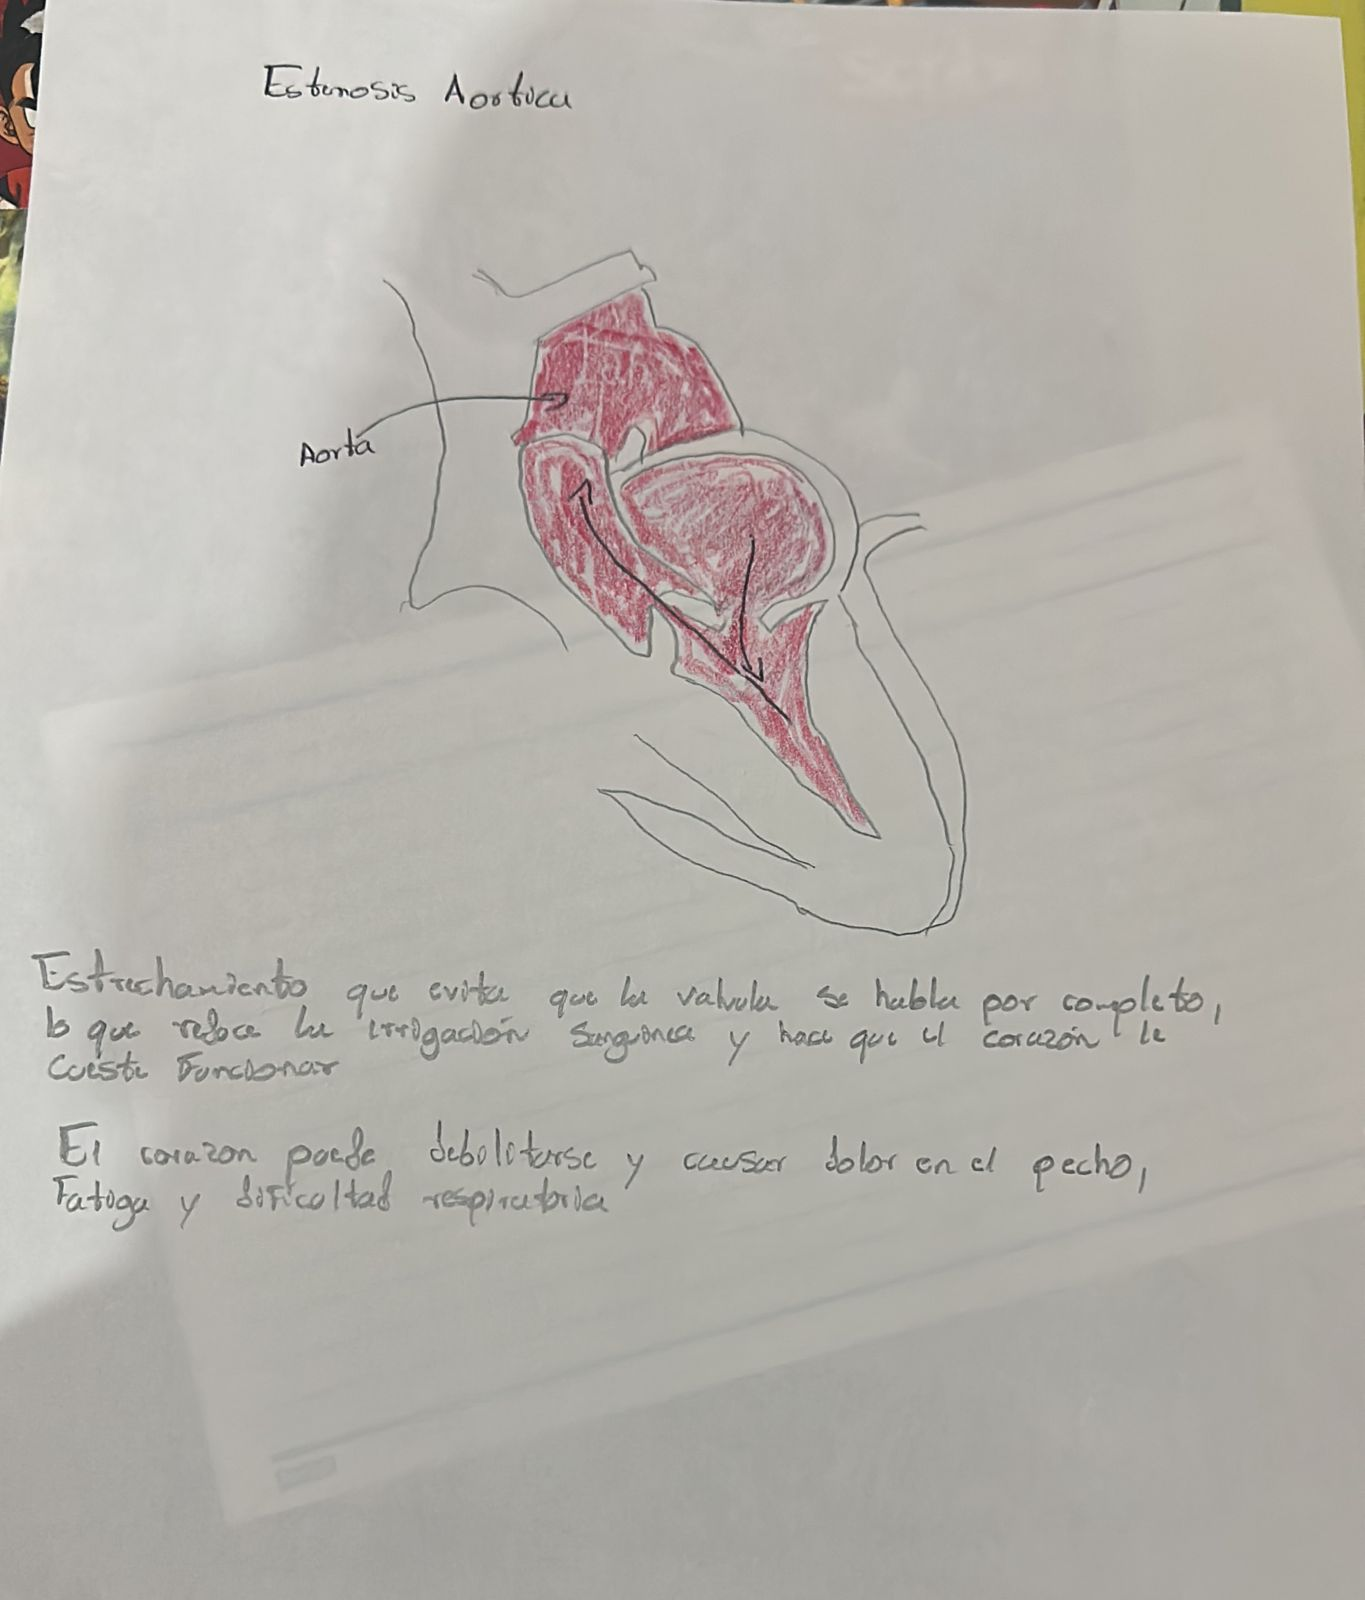 Estenosis Aortica
Aorta
Estrechamiento que evita que la valvula se habla por completo,
lo que reduce la irrigación Sanguinea y hace que el corazón le
cueste Funcionar
El corazon puede debilitarse y causar dolor en el pecho,
Fatiga y dificultad respiratoria